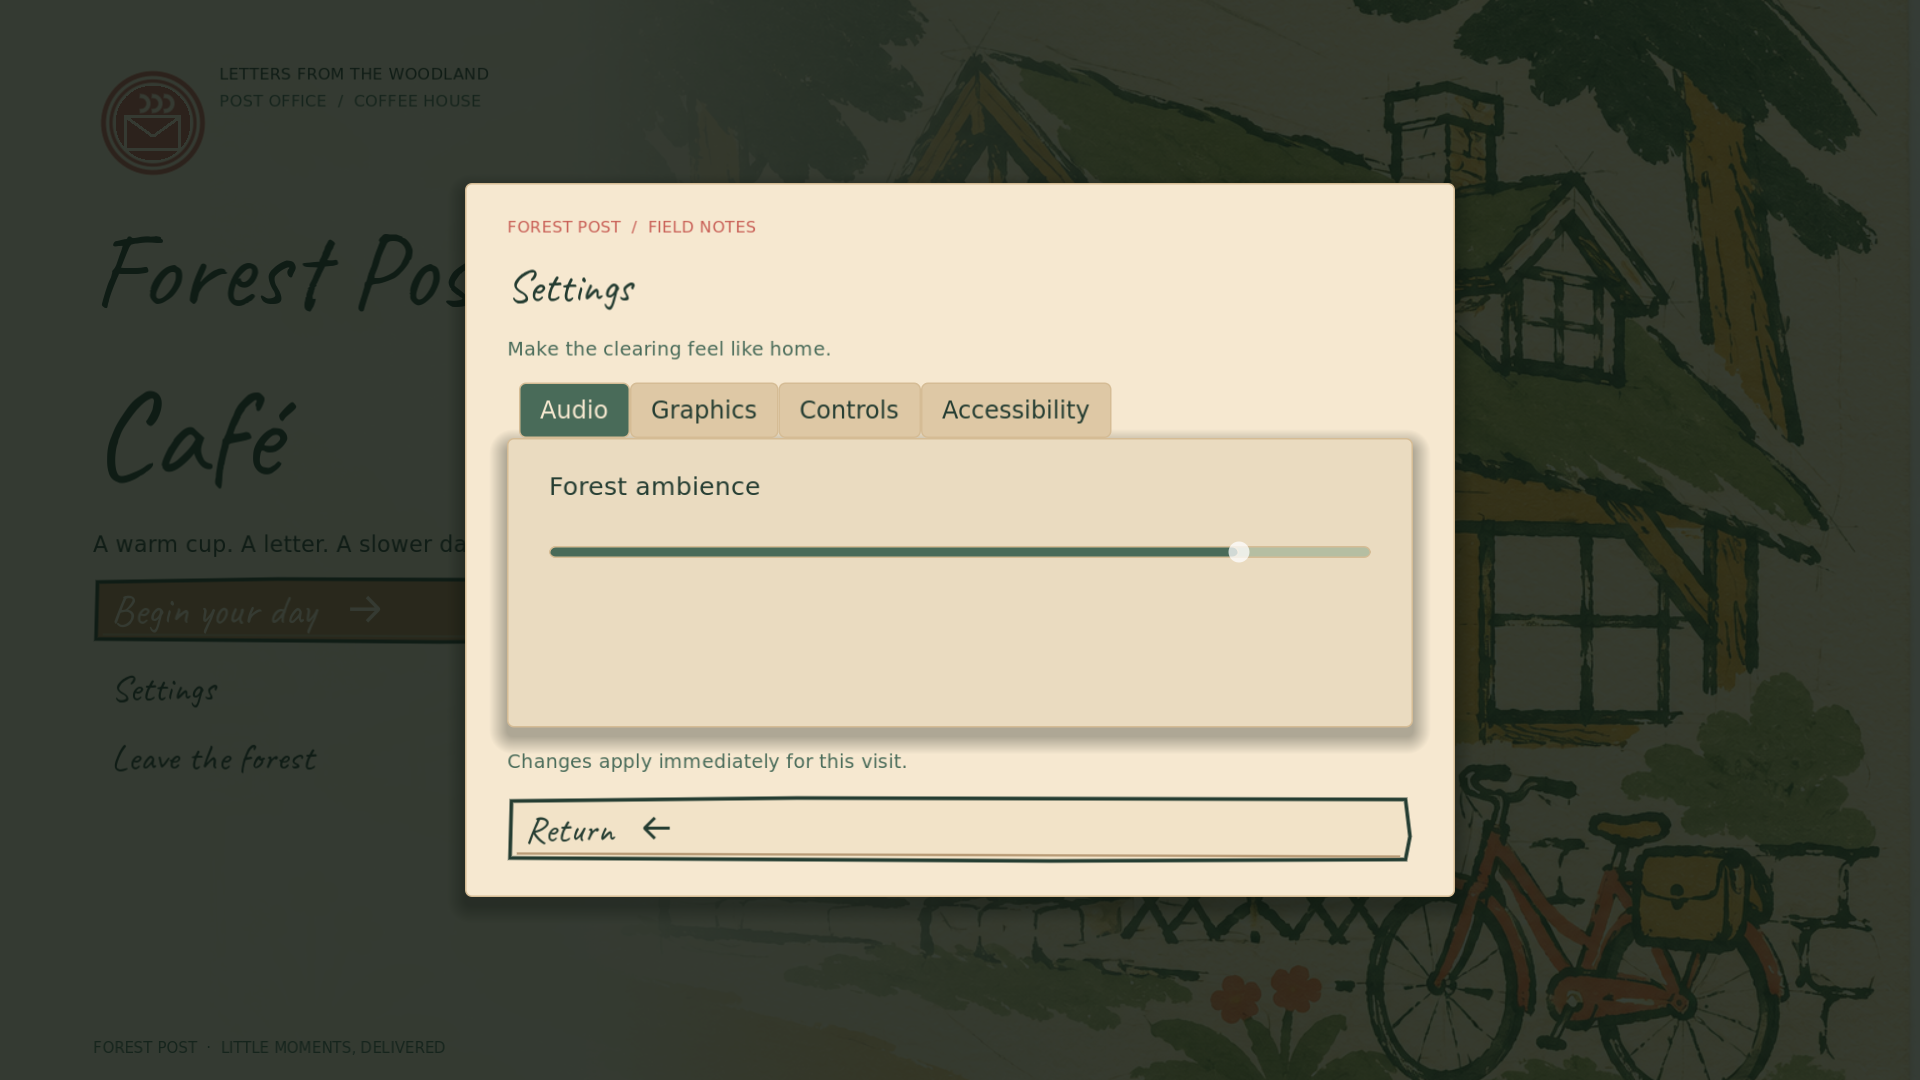 LETTERS FROM THE WOODLAND
POST OFFICE / COFFEE HOUSE
Forest Pos
Café
A warm cup. A letter. A slower da
Begin your day →
Settings
Leave the forest
FOREST POST · LITTLE MOMENTS, DELIVERED
FOREST POST / FIELD NOTES
Settings
Make the clearing feel like home.
Audio Graphics Controls Accessibility
Forest ambience
Changes apply immediately for this visit.
Return ←